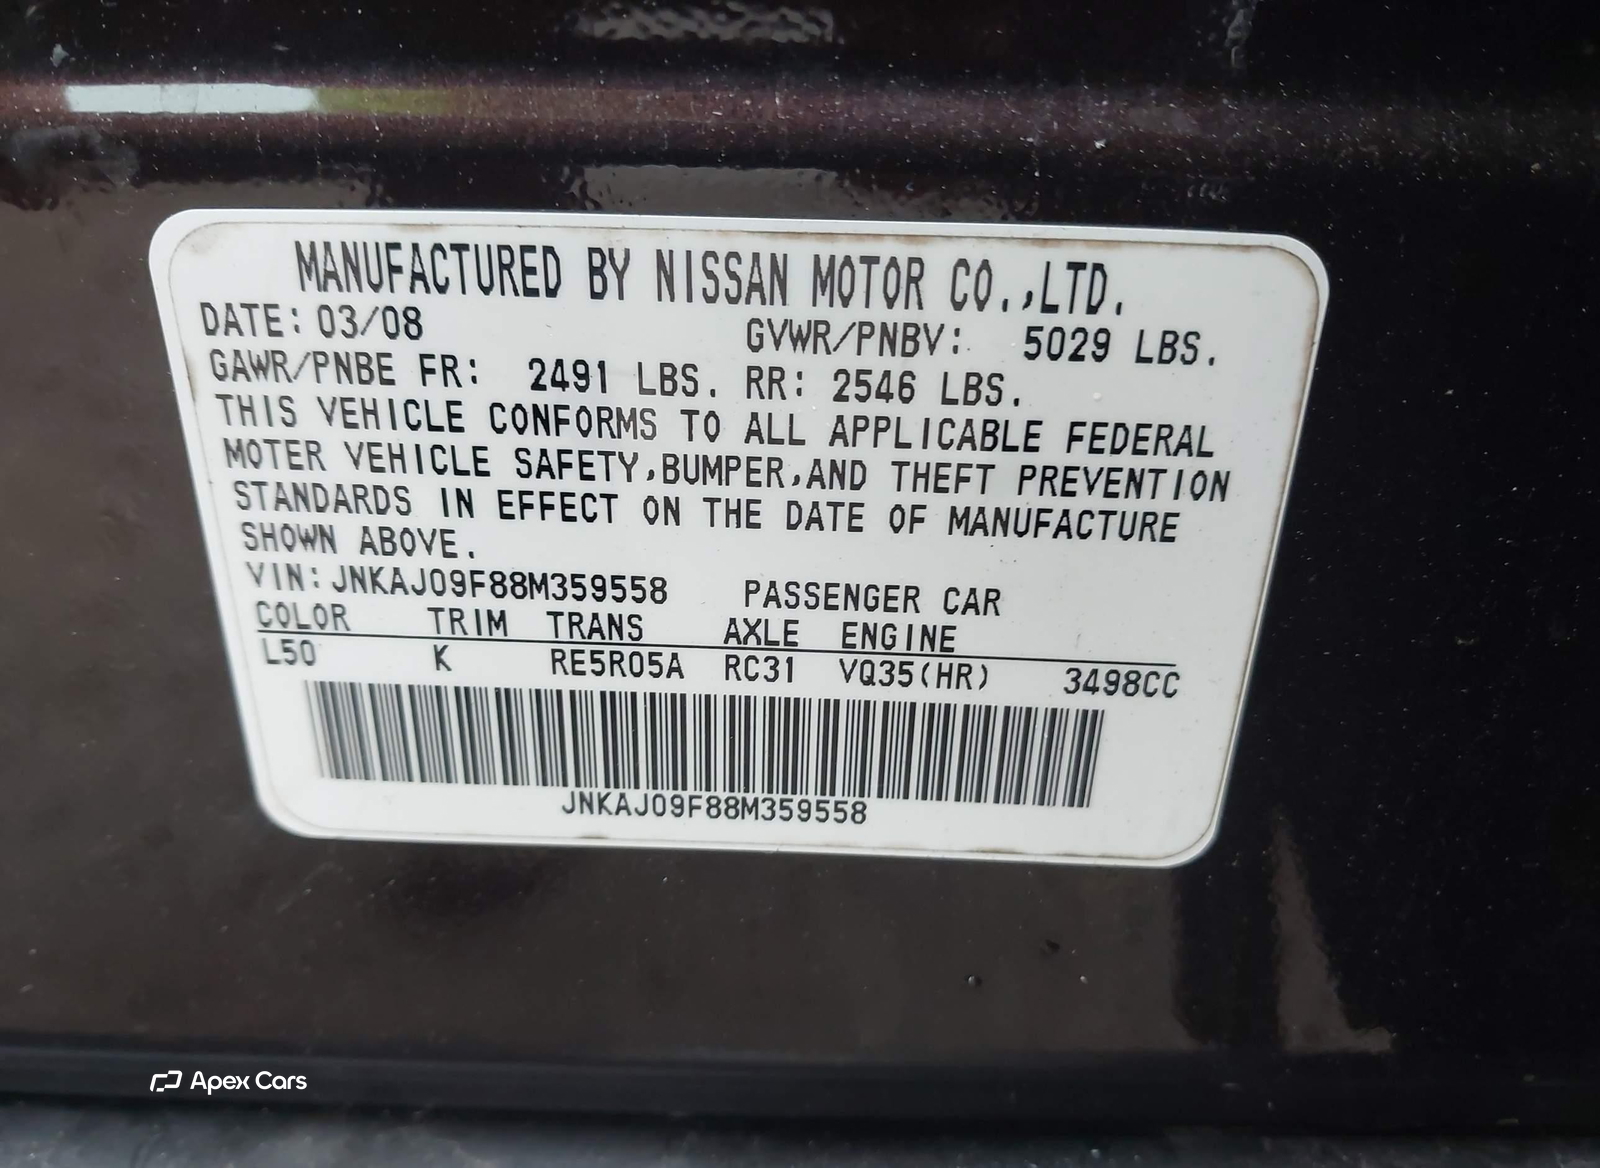 MANUFACTURED BY NISSAN MOTOR CO.,LTD.
DATE: 03/08 GVWR/PNBV: 5029 LBS.
GAWR/PNBE FR: 2491 LBS. RR: 2546 LBS.
THIS VEHICLE CONFORMS TO ALL APPLICABLE FEDERAL
MOTER VEHICLE SAFETY,BUMPER,AND THEFT PREVENTION
STANDARDS IN EFFECT ON THE DATE OF MANUFACTURE
SHOWN ABOVE.
VIN: JNKAJ09F88M359558 PASSENGER CAR
COLOR TRIM TRANS AXLE ENGINE
L50 K RE5R05A RC31 VQ35(HR) 3498CC
JNKAJ09F88M359558
Apex Cars